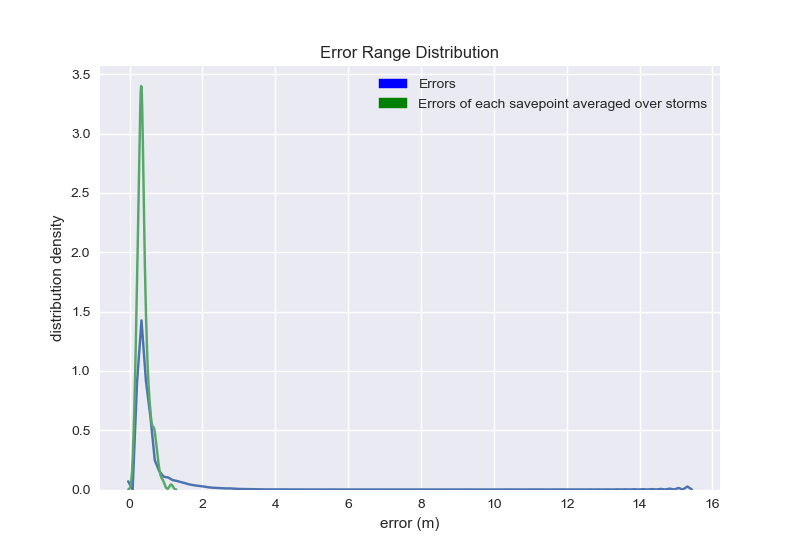 Error Range Distribution
Errors
Errors of each savepoint averaged over storms
distribution density
3.5
3.0
2.5
2.0
1.5
1.0
0.5
0.0
0 2 4 6 8 10 12 14 16
error (m)